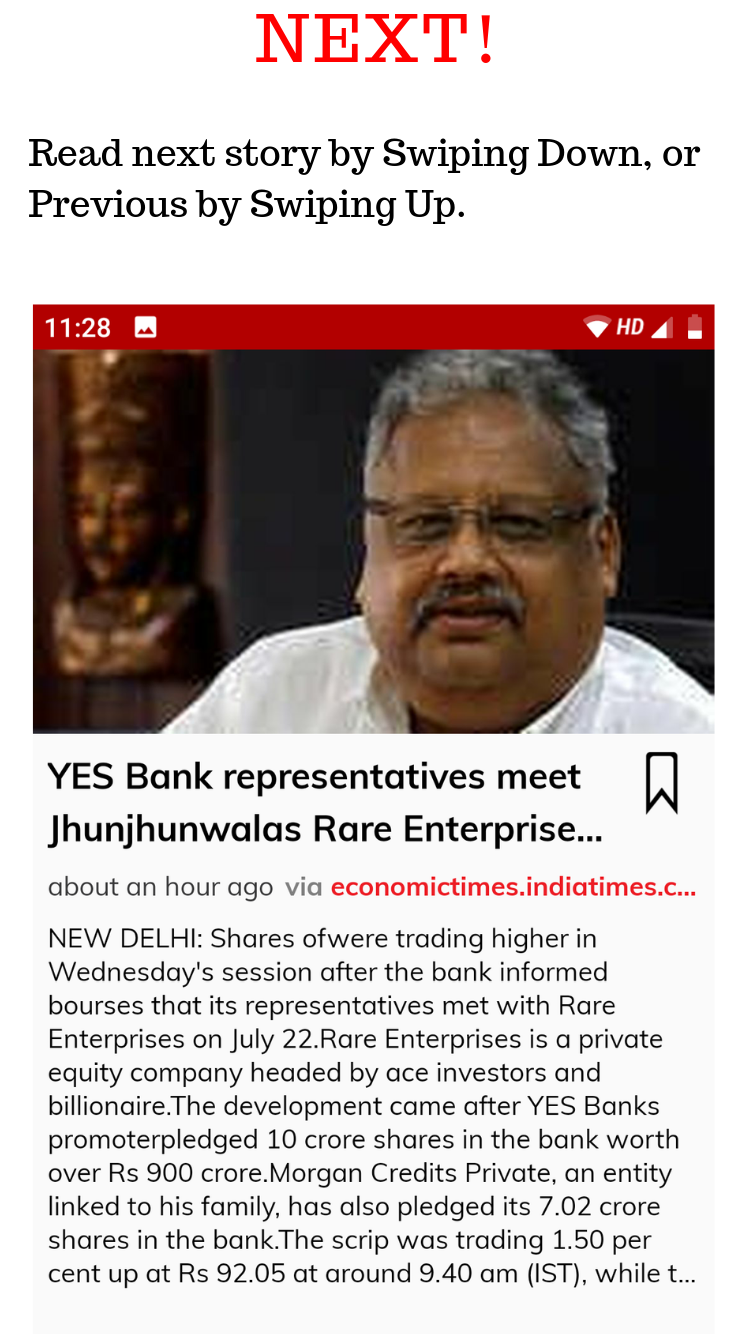 NEXT!
Read next story by Swiping Down, or
Previous by Swiping Up.
11:28 HD
YES Bank representatives meet
Jhunjhunwalas Rare Enterprise...
about an hour ago via economictimes.indiatimes.c...
NEW DELHI: Shares ofwere trading higher in
Wednesday's session after the bank informed
bourses that its representatives met with Rare
Enterprises on July 22.Rare Enterprises is a private
equity company headed by ace investors and
billionaire.The development came after YES Banks
promoterpledged 10 crore shares in the bank worth
over Rs 900 crore.Morgan Credits Private, an entity
linked to his family, has also pledged its 7.02 crore
shares in the bank.The scrip was trading 1.50 per
cent up at Rs 92.05 at around 9.40 am (IST), while t...